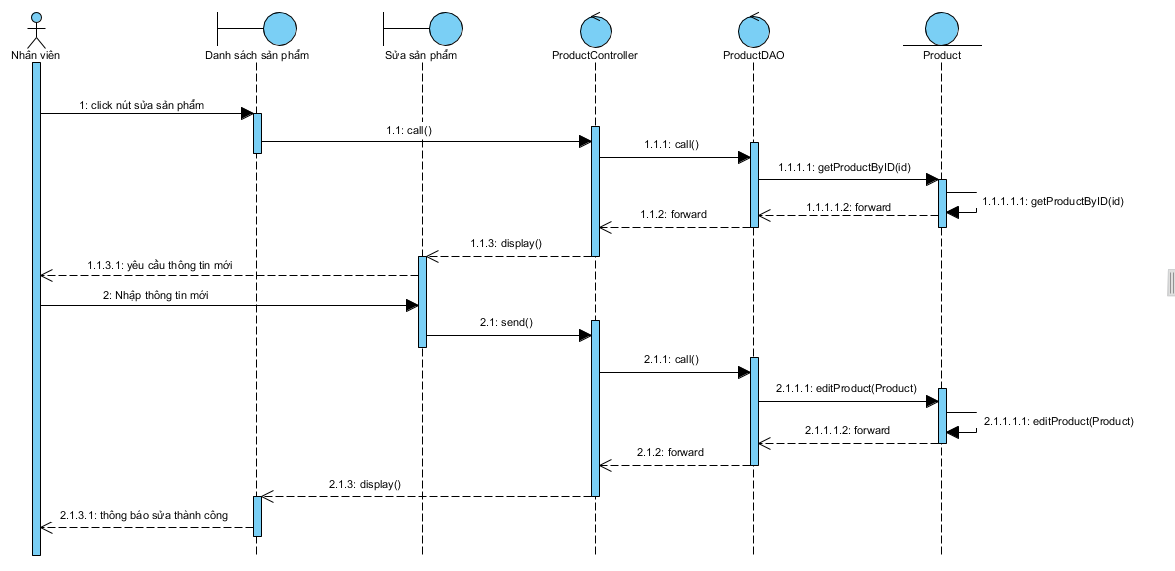 Nhân viên
Danh sách sản phẩm
Sửa sản phẩm
ProductController
ProductDAO
Product
1: click nút sửa sản phẩm
1.1: call()
1.1.1: call()
1.1.1.1: getProductByID(id)
1.1.1.1.1: getProductByID(id)
1.1.1.1.2: forward
1.1.2: forward
1.1.3: display()
1.1.3.1: yêu cầu thông tin mới
2: Nhập thông tin mới
2.1: send()
2.1.1: call()
2.1.1.1: editProduct(Product)
2.1.1.1.1: editProduct(Product)
2.1.1.1.2: forward
2.1.2: forward
2.1.3: display()
2.1.3.1: thông báo sửa thành công